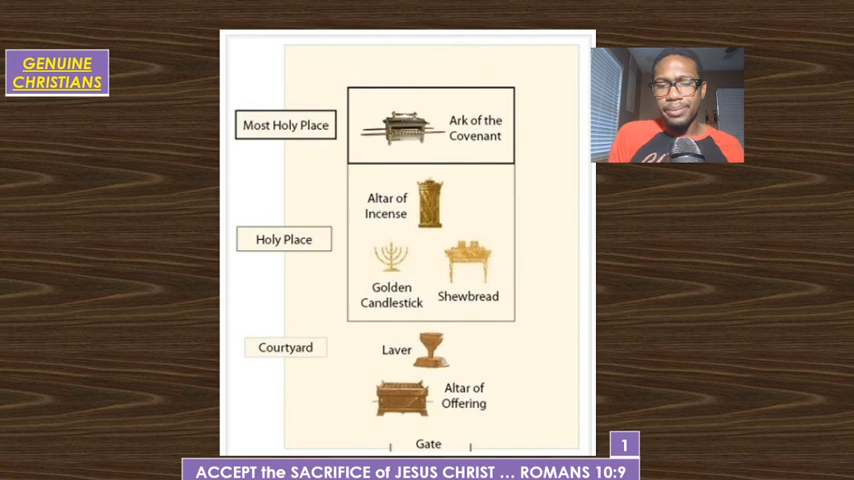 GENUINE
CHRISTIANS
Most Holy Place
Ark of the
Covenant
Altar of
Incense
Holy Place
Golden
Candlestick
Shewbread
Courtyard
Laver
Altar of
Offering
Gate
1
ACCEPT the SACRIFICE of JESUS CHRIST ... ROMANS 10:9